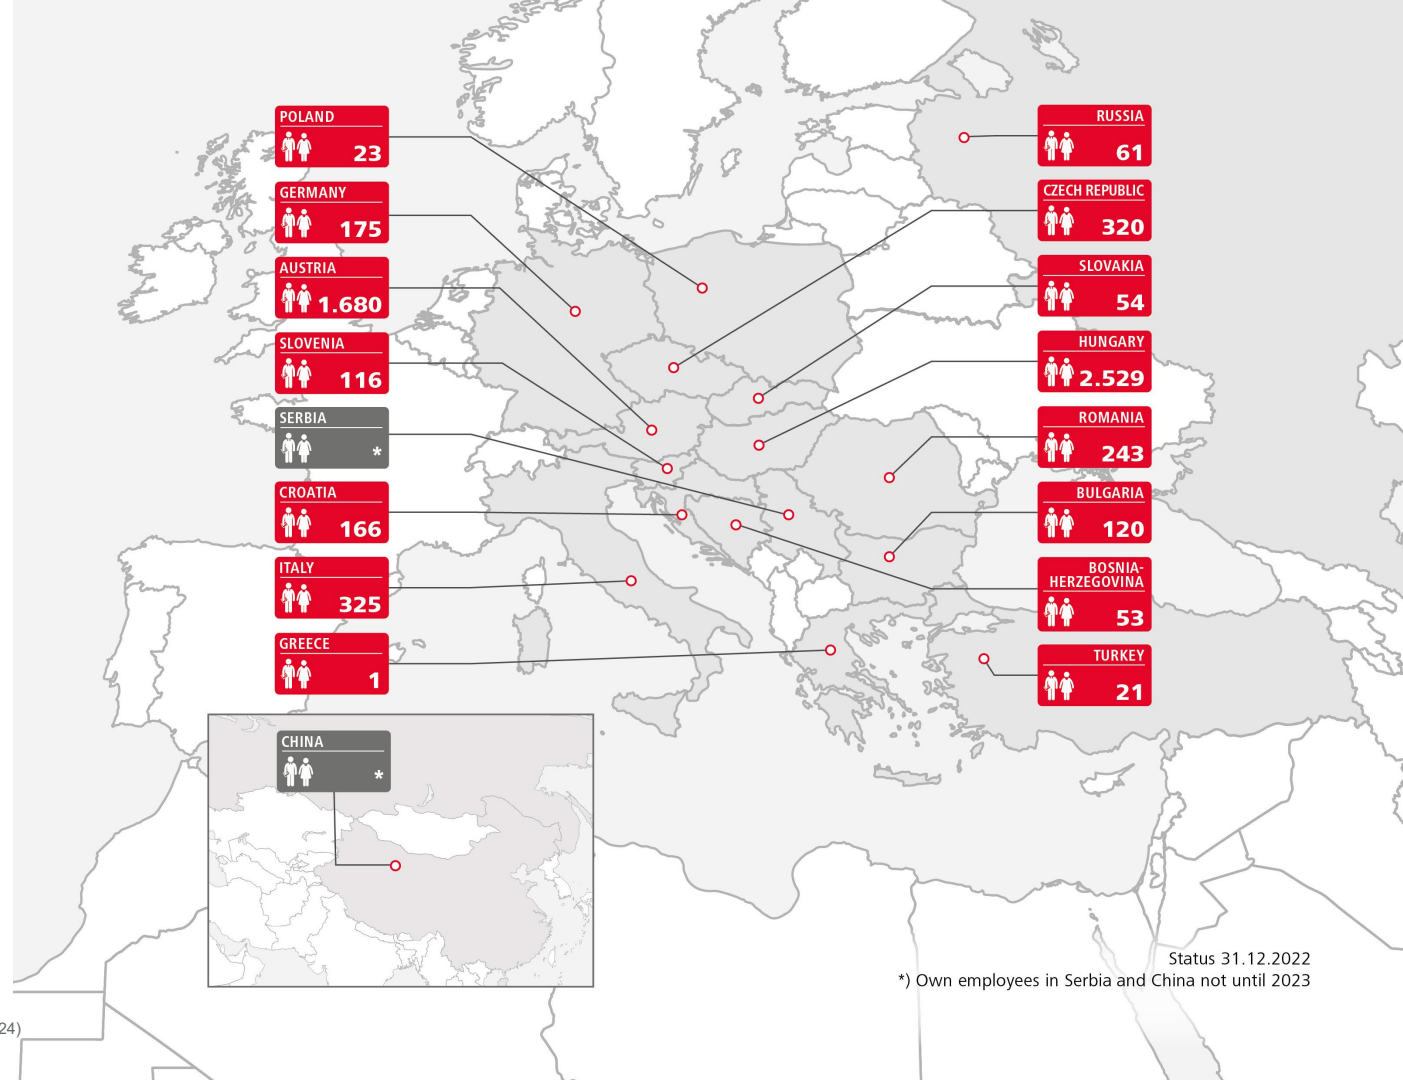 POLAND
23
GERMANY
175
AUSTRIA
1.680
SLOVENIA
116
SERBIA
*
CROATIA
166
ITALY
325
GREECE
1
CHINA
*
RUSSIA
61
CZECH REPUBLIC
320
SLOVAKIA
54
HUNGARY
2.529
ROMANIA
243
BULGARIA
120
BOSNIA-
HERZEGOVINA
53
TURKEY
21
Status 31.12.2022
*) Own employees in Serbia and China not until 2023
24)